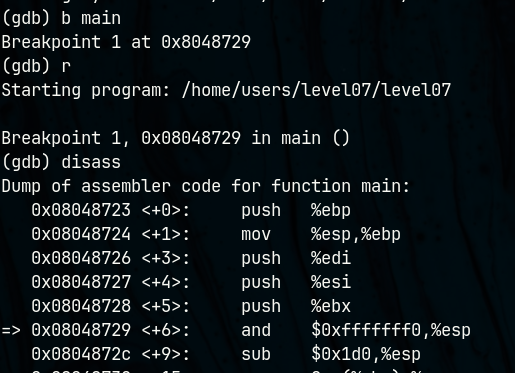 (gdb) b main
Breakpoint 1 at 0x8048729
(gdb) r
Starting program: /home/users/level07/level07

Breakpoint 1, 0x08048729 in main ()
(gdb) disass
Dump of assembler code for function main:
   0x08048723 <+0>:     push   %ebp
   0x08048724 <+1>:     mov    %esp,%ebp
   0x08048726 <+3>:     push   %edi
   0x08048727 <+4>:     push   %esi
   0x08048728 <+5>:     push   %ebx
=> 0x08048729 <+6>:     and    $0xfffffff0,%esp
   0x0804872c <+9>:     sub    $0x1d0,%esp